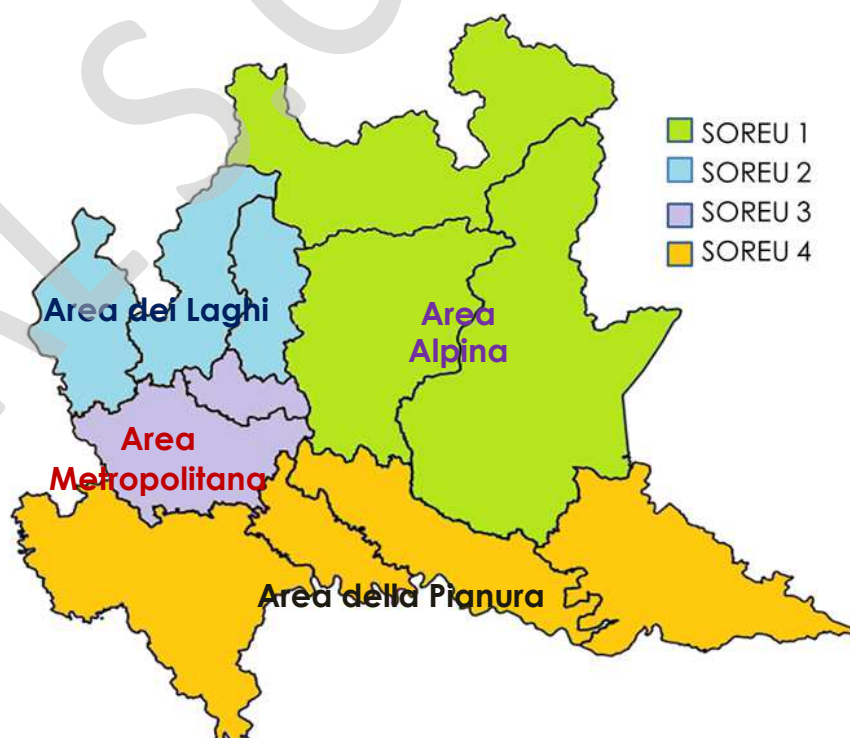 SOREU 1
SOREU 2
SOREU 3
SOREU 4
Area dei Laghi
Area
Alpina
Area
Metropolitana
Area della Pianura